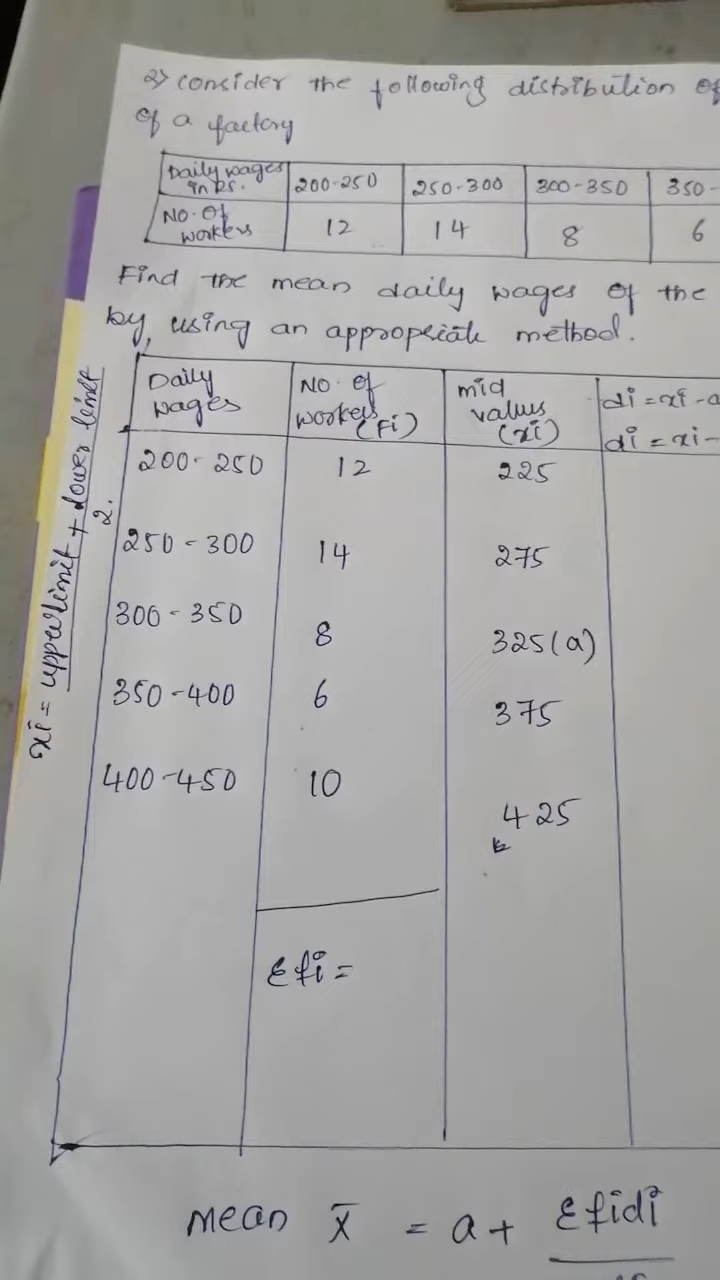 2) consider the following distribution of
of a factory
Daily wages in rs. 200-250 250-300 300-350 350-
No. of workers 12 14 8 6
Find the mean daily wages of the
by, using an appropriate method.
Daily wages No. of workers (Fi) mid values (xi) di = xi - a
di = xi -
200-250 12 225
250-300 14 275
300-350 8 325(a)
350-400 6 375
400-450 10 425
Σfi =
xi = upper limit + Lower limit
2.
mean x̄ = a + Σfidi